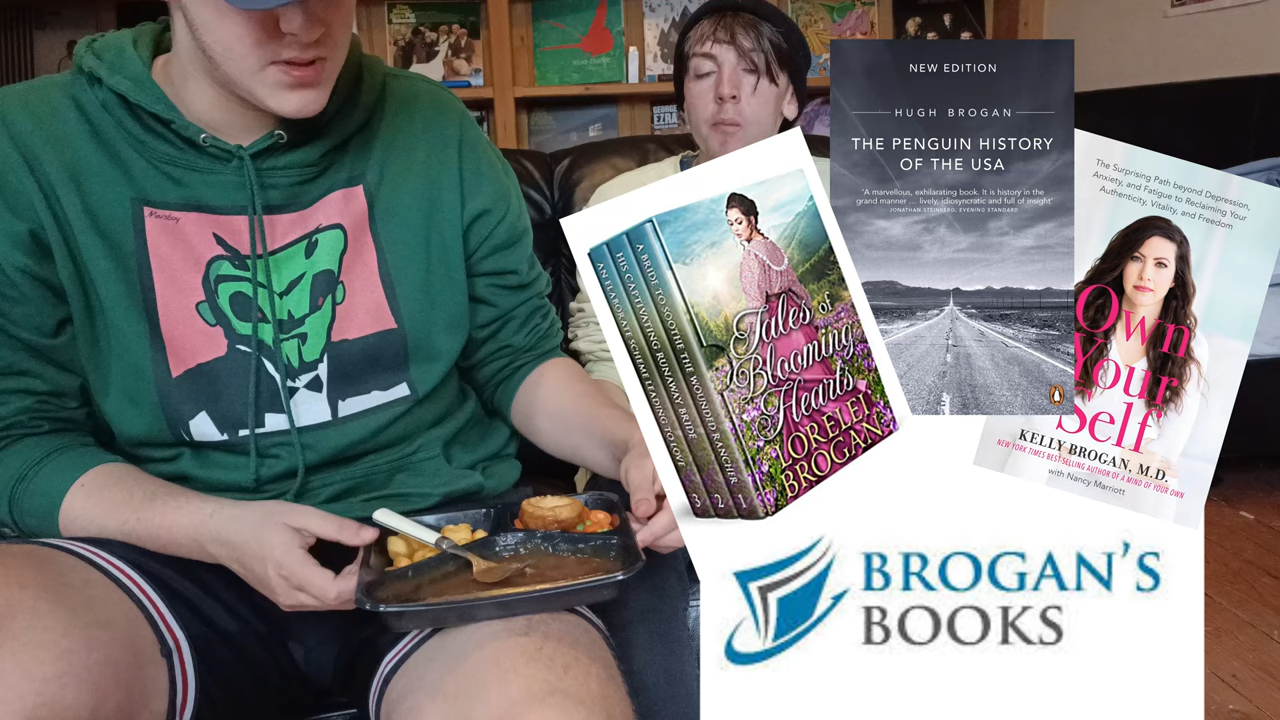 Marxboy
GEORGE
EZRA
NEW EDITION
HUGH BROGAN
THE PENGUIN HISTORY
OF THE USA
'A marvellous, exhilarating book. It is history in the
grand manner ... lively, idiosyncratic and full of insight'
JONATHAN STEINBERG, EVENING STANDARD
The Surprising Path beyond Depression,
Anxiety, and Fatigue to Reclaiming Your
Authenticity, Vitality, and Freedom
Own
Your
Self
KELLY BROGAN, M.D.
NEW YORK TIMES BEST-SELLING AUTHOR OF A MIND OF YOUR OWN
with Nancy Marriott
AN ELABORATE SCHEME LEADING TO LOVE
3
HIS CAPTIVATING RUNAWAY BRIDE
2
A BRIDE TO SOOTHE THE WOUNDED RANCHER
1
Tales of
Blooming
Hearts
LORELEI
BROGAN
BROGAN'S
BOOKS